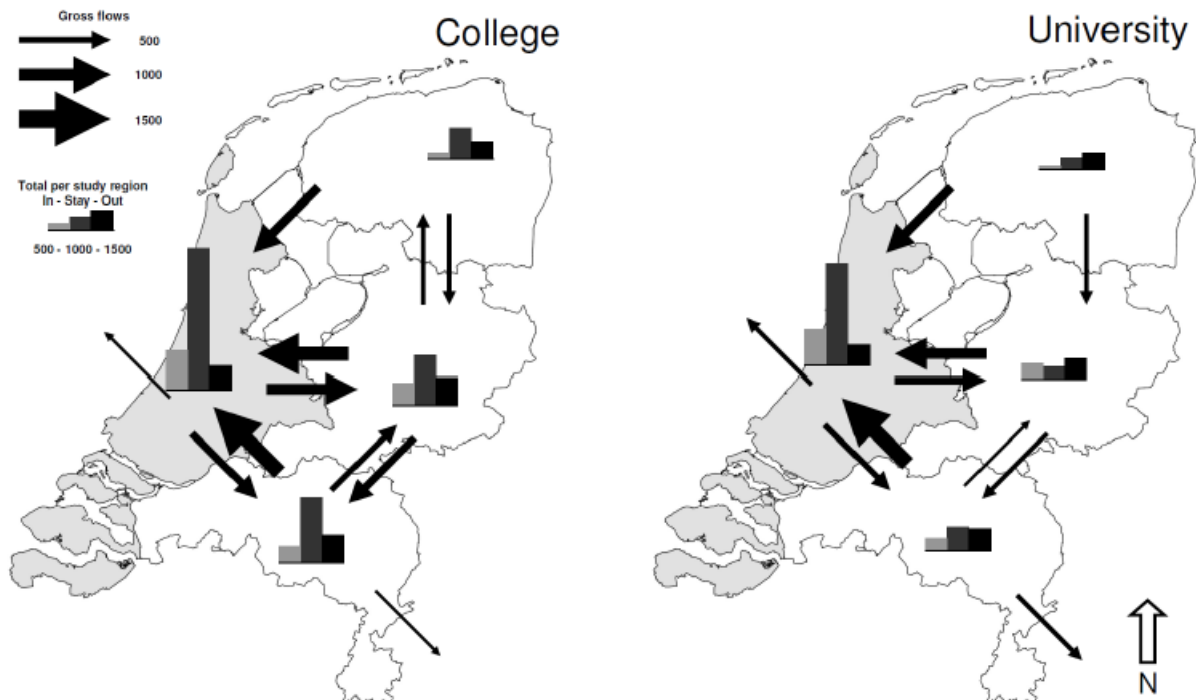 Gross flows
500
1000
1500
Total per study region
In - Stay - Out
500 - 1000 - 1500
College
University
N